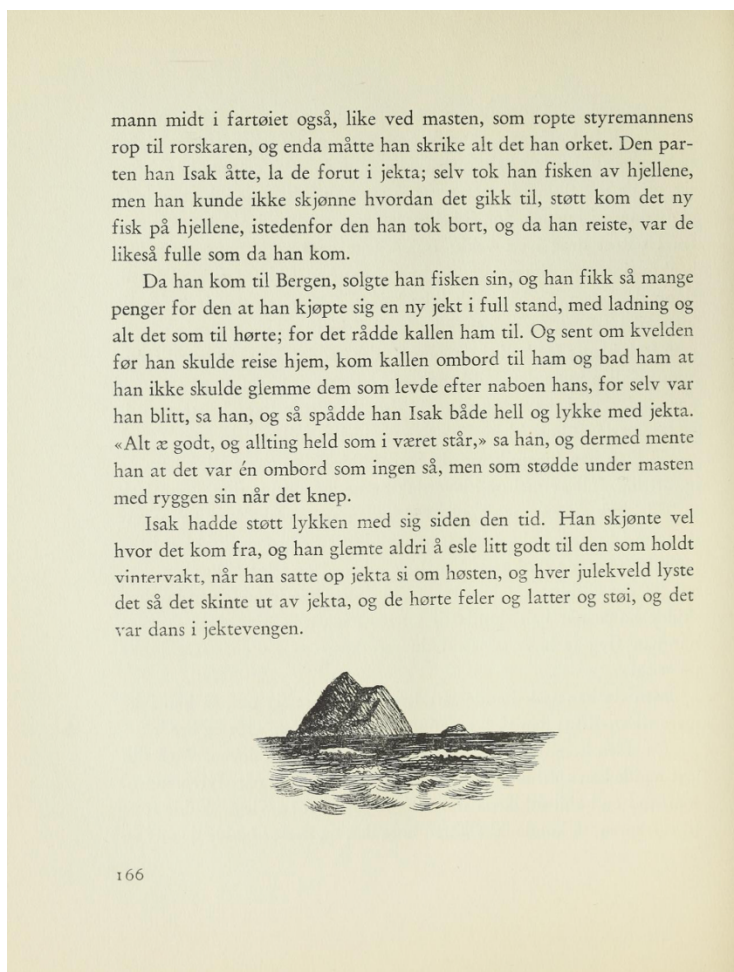 mann midt i fartøiet også, like ved masten, som ropte styremannens
rop til rorskaren, og enda måtte han skrike alt det han orket. Den par-
ten han Isak åtte, la de forut i jekta; selv tok han fisken av hjellene,
men han kunde ikke skjønne hvordan det gikk til, støtt kom det ny
fisk på hjellene, istedenfor den han tok bort, og da han reiste, var de
likeså fulle som da han kom.
Da han kom til Bergen, solgte han fisken sin, og han fikk så mange
penger for den at han kjøpte sig en ny jekt i full stand, med ladning og
alt det som til hørte; for det rådde kallen ham til. Og sent om kvelden
før han skulde reise hjem, kom kallen ombord til ham og bad ham at
han ikke skulde glemme dem som levde efter naboen hans, for selv var
han blitt, sa han, og så spådde han Isak både hell og lykke med jekta.
«Alt æ godt, og allting held som i været står,» sa han, og dermed mente
han at det var én ombord som ingen så, men som stødde under masten
med ryggen sin når det knep.
Isak hadde støtt lykken med sig siden den tid. Han skjønte vel
hvor det kom fra, og han glemte aldri å esle litt godt til den som holdt
vintervakt, når han satte op jekta si om høsten, og hver julekveld lyste
det så det skinte ut av jekta, og de hørte feler og latter og støi, og det
var dans i jektevengen.
166